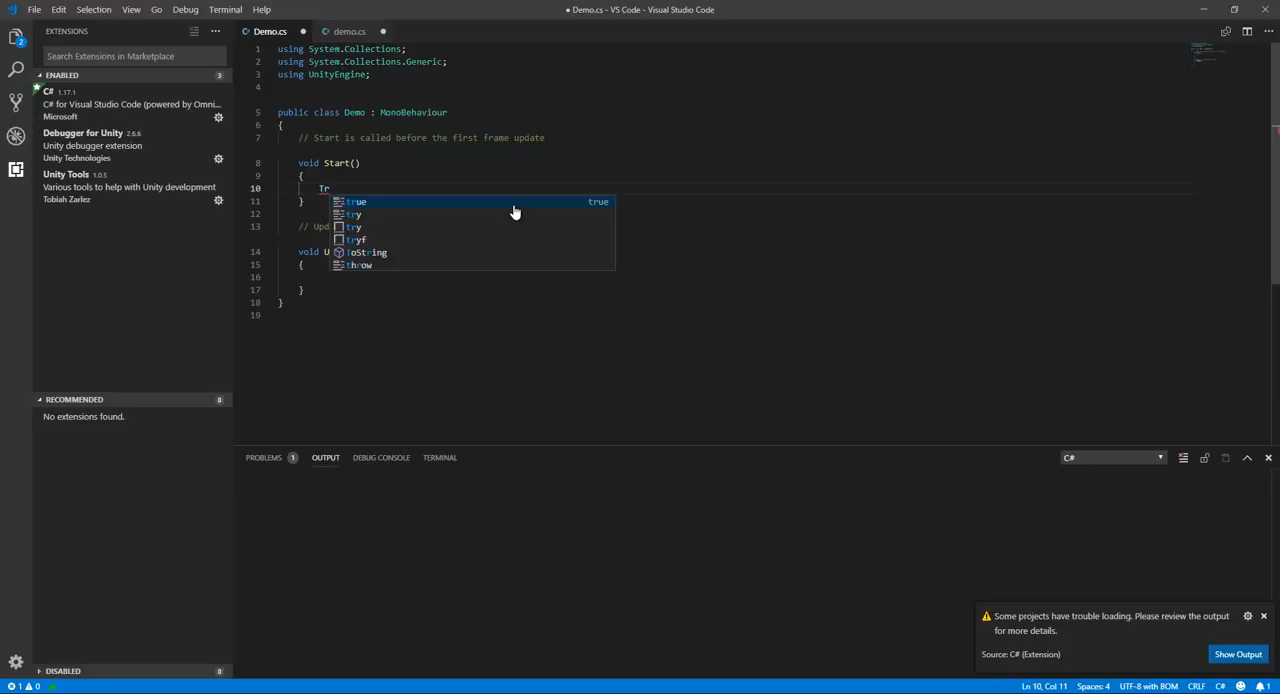 File Edit Selection View Go Debug Terminal Help
● Demo.cs - VS Code - Visual Studio Code
EXTENSIONS
Search Extensions in Marketplace
ENABLED 3
C# 1.17.1
C# for Visual Studio Code (powered by Omni...
Microsoft
Debugger for Unity 2.6.6
Unity debugger extension
Unity Technologies
Unity Tools 1.0.5
Various tools to help with Unity development
Tobiah Zarlez
RECOMMENDED 0
No extensions found.
DISABLED 0
2
Demo.cs ● demo.cs ●
1 using System.Collections;
2 using System.Collections.Generic;
3 using UnityEngine;
4
5 public class Demo : MonoBehaviour
6 {
7 // Start is called before the first frame update
8 void Start()
9 {
10 Tr
11 }
12
13 // Upd
14 void U
15 {
16
17 }
18 }
19
true true
try
try
tryf
ToString
throw
PROBLEMS 1 OUTPUT DEBUG CONSOLE TERMINAL
C#
Some projects have trouble loading. Please review the output
for more details.
Source: C# (Extension)
Show Output
1 0
Ln 10, Col 11 Spaces: 4 UTF-8 with BOM CRLF C# 1